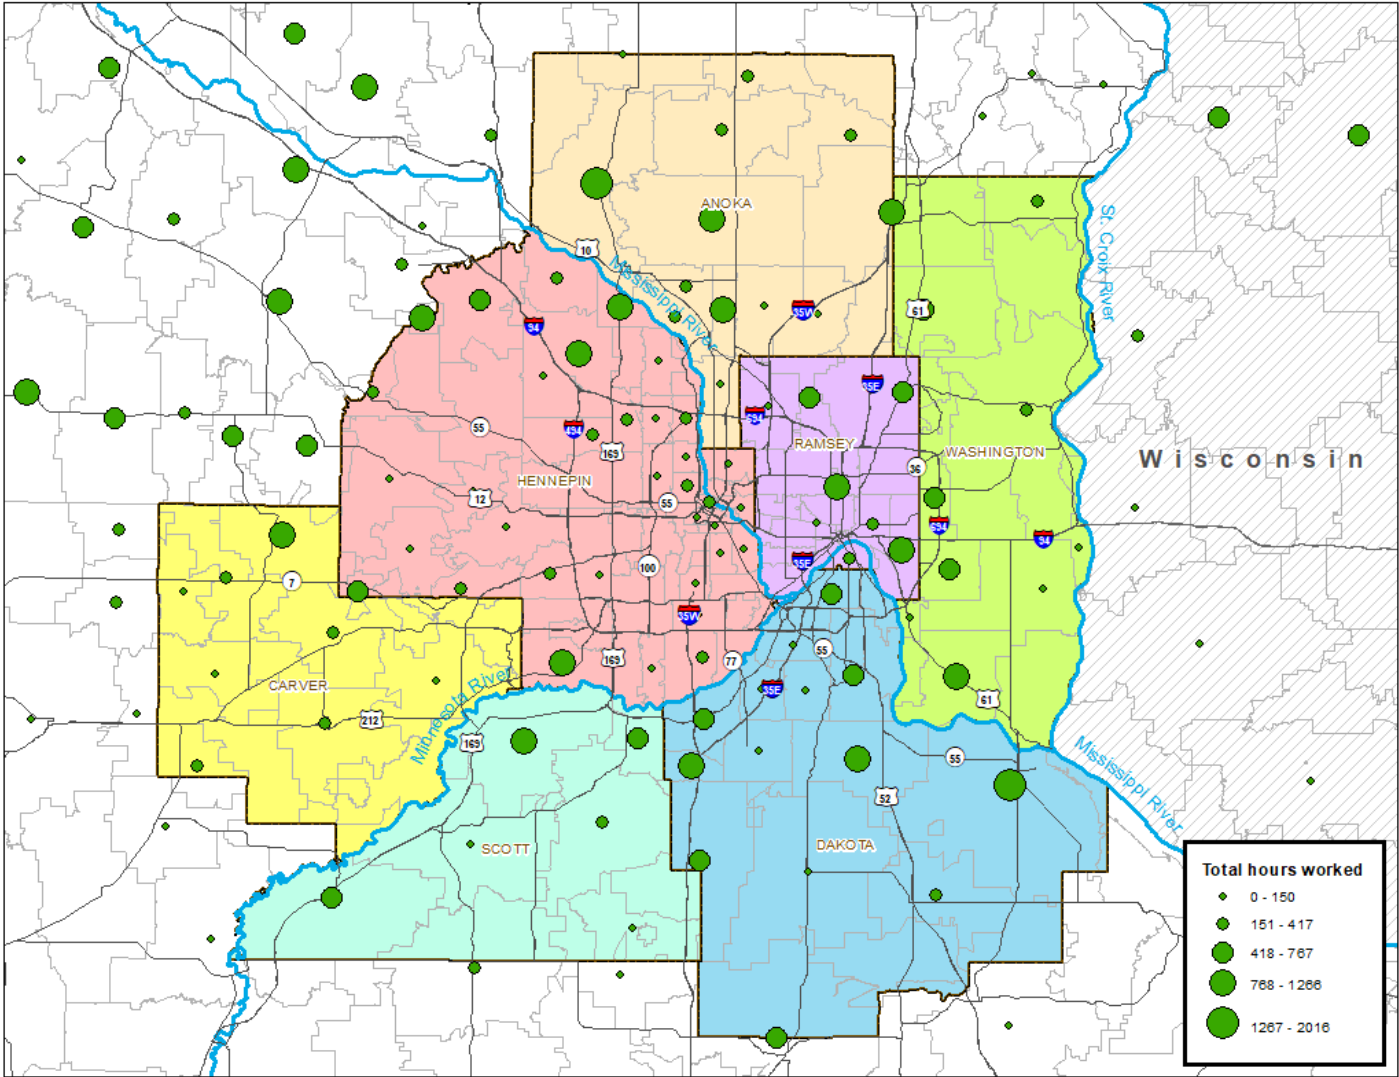 ANOKA
10
Mississippi River
St. Croix River
35W
61
94
35E
694
55
494
169
RAMSEY
WASHINGTON
Wisconsin
36
HENNEPIN
12
55
694
94
35E
100
7
35W
169
77
55
CARVER
Minnesota River
35E
61
212
169
55
Mississippi River
52
SCOTT
DAKOTA
Total hours worked
0 - 150
151 - 417
418 - 767
768 - 1266
1267 - 2016